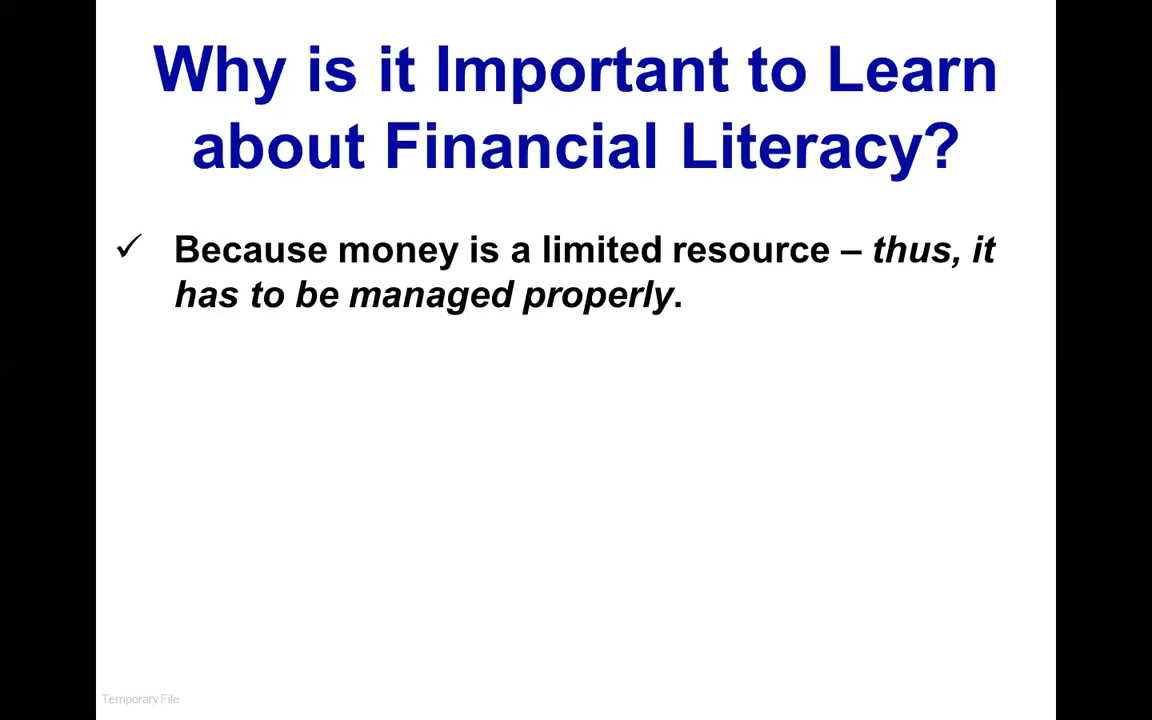 Why is it Important to Learn
about Financial Literacy?
✓ Because money is a limited resource – thus, it
has to be managed properly.
Temporary File